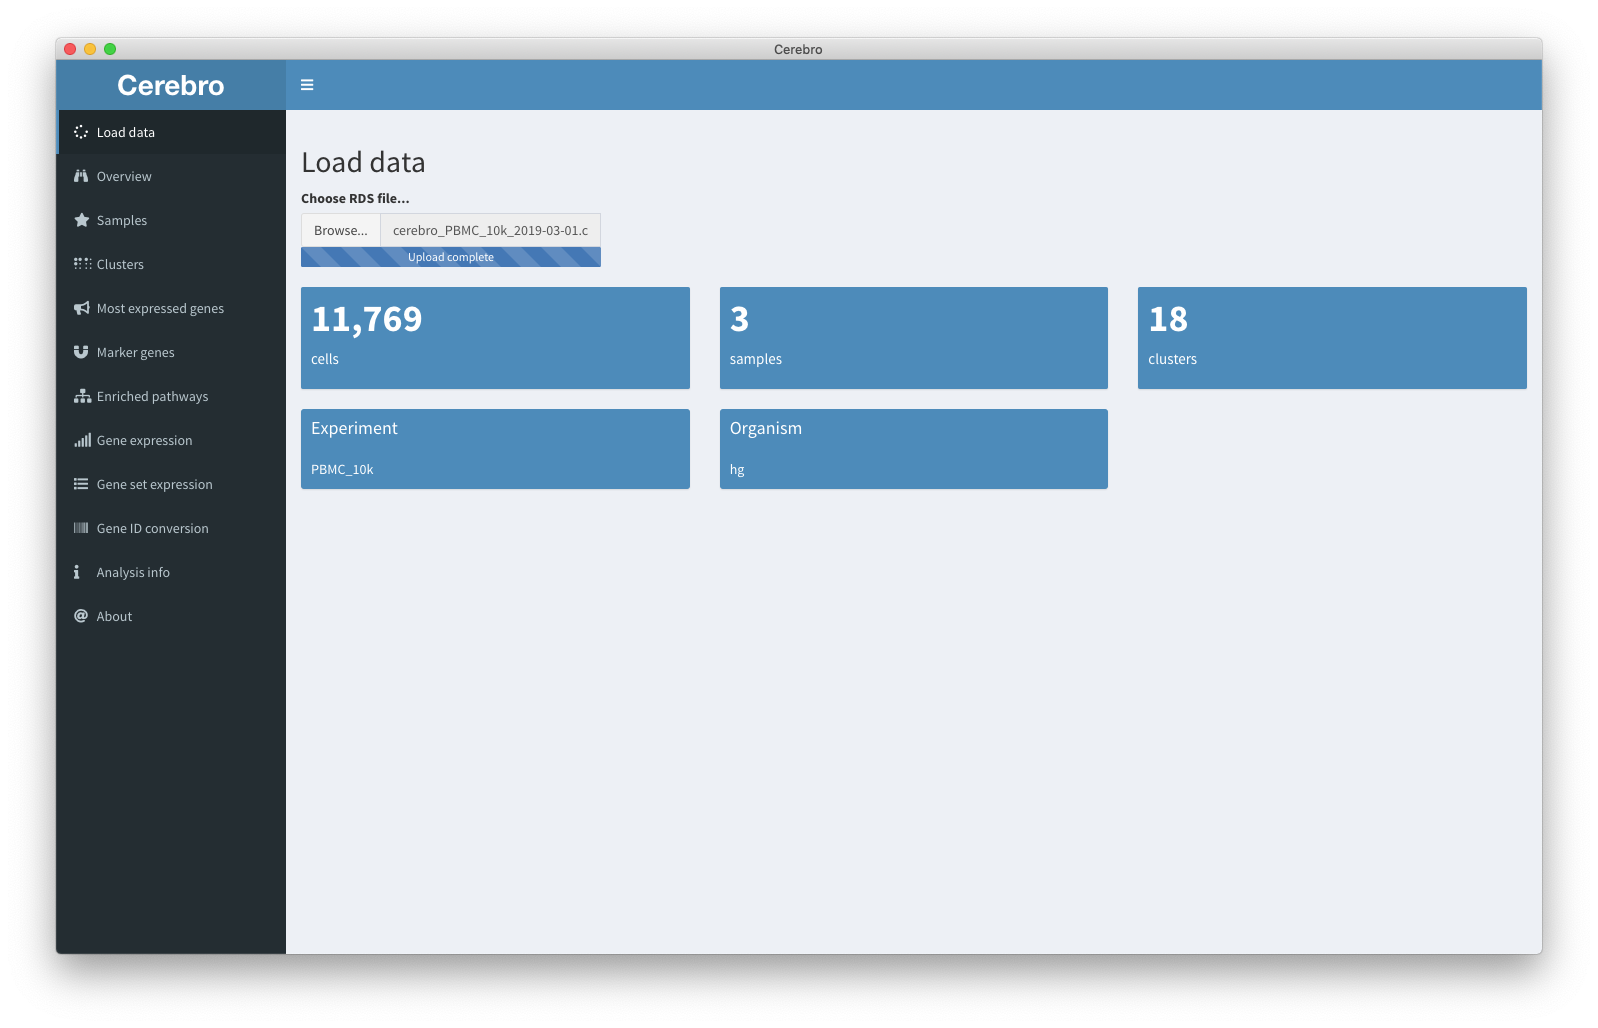 Cerebro
Cerebro
Load data
Overview
Samples
Clusters
Most expressed genes
Marker genes
Enriched pathways
Gene expression
Gene set expression
Gene ID conversion
Analysis info
About
Load data
Choose RDS file...
Browse... cerebro_PBMC_10k_2019-03-01.c
Upload complete
11,769
cells
3
samples
18
clusters
Experiment
PBMC_10k
Organism
hg